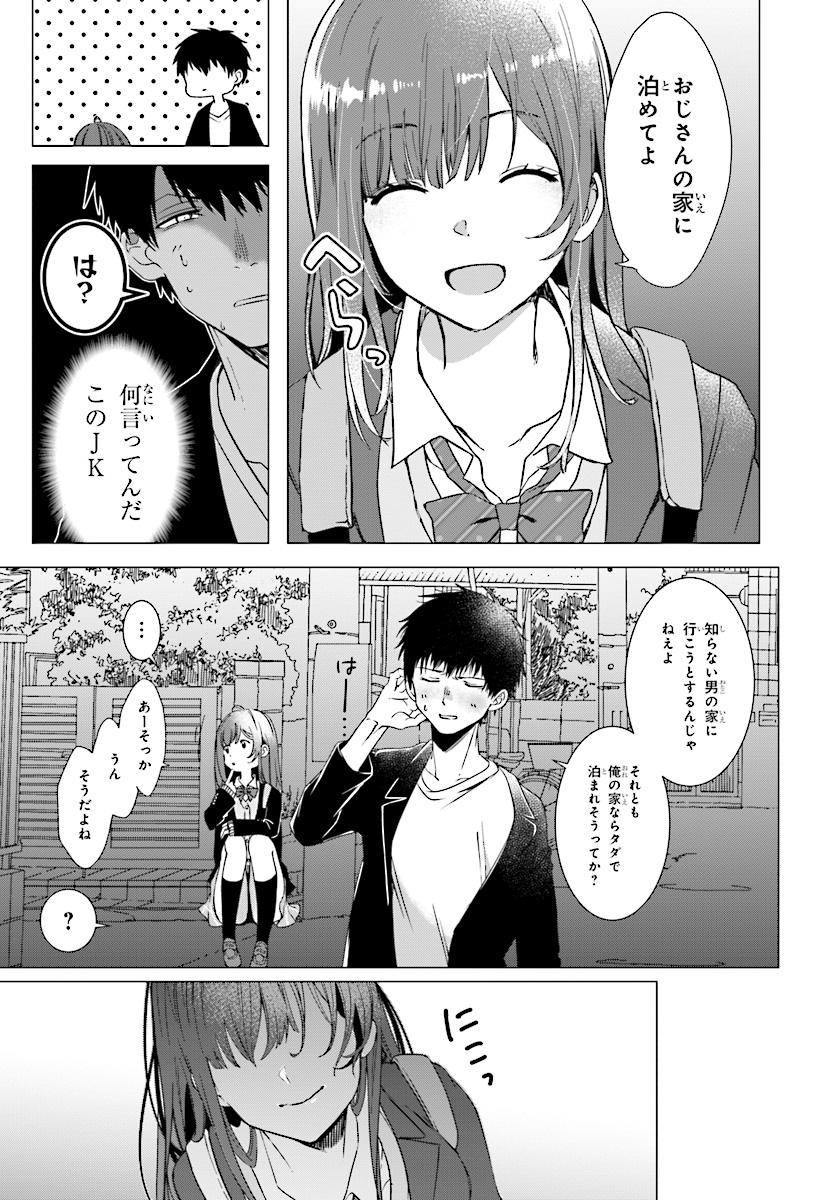 おじさんの家に
泊めてよ
ヘらっ
は？
何言ってんだ
このJK
知らない男の家に
行こうとするんじゃ
ねぇよ
それとも
俺の家ならタダで
泊まれそうってか？
はー……
…
あーそっか
うん
そうだよね
？
にこっ